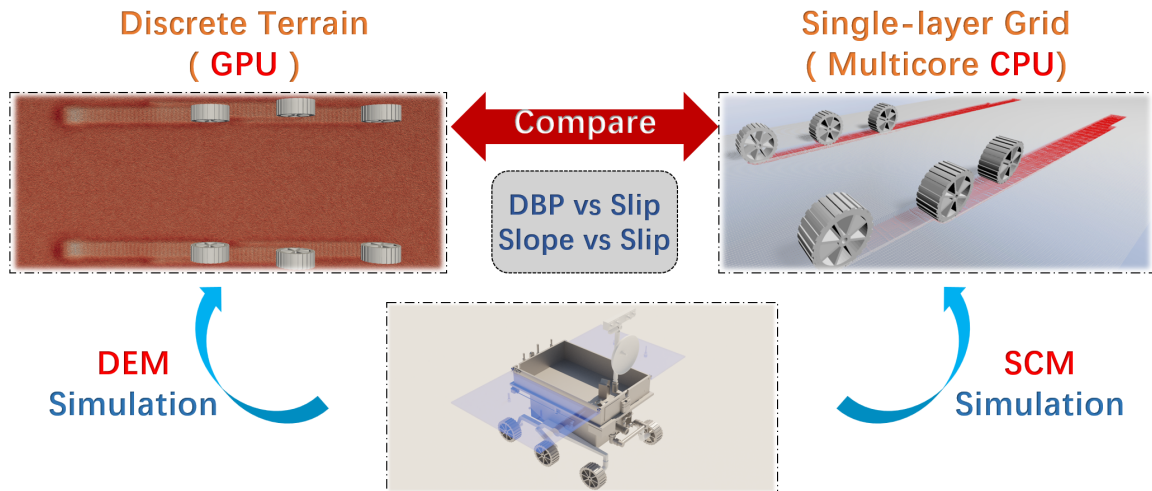 Discrete Terrain
( GPU )
Single-layer Grid
( Multicore CPU)
Compare
DBP vs Slip
Slope vs Slip
DEM
Simulation
SCM
Simulation